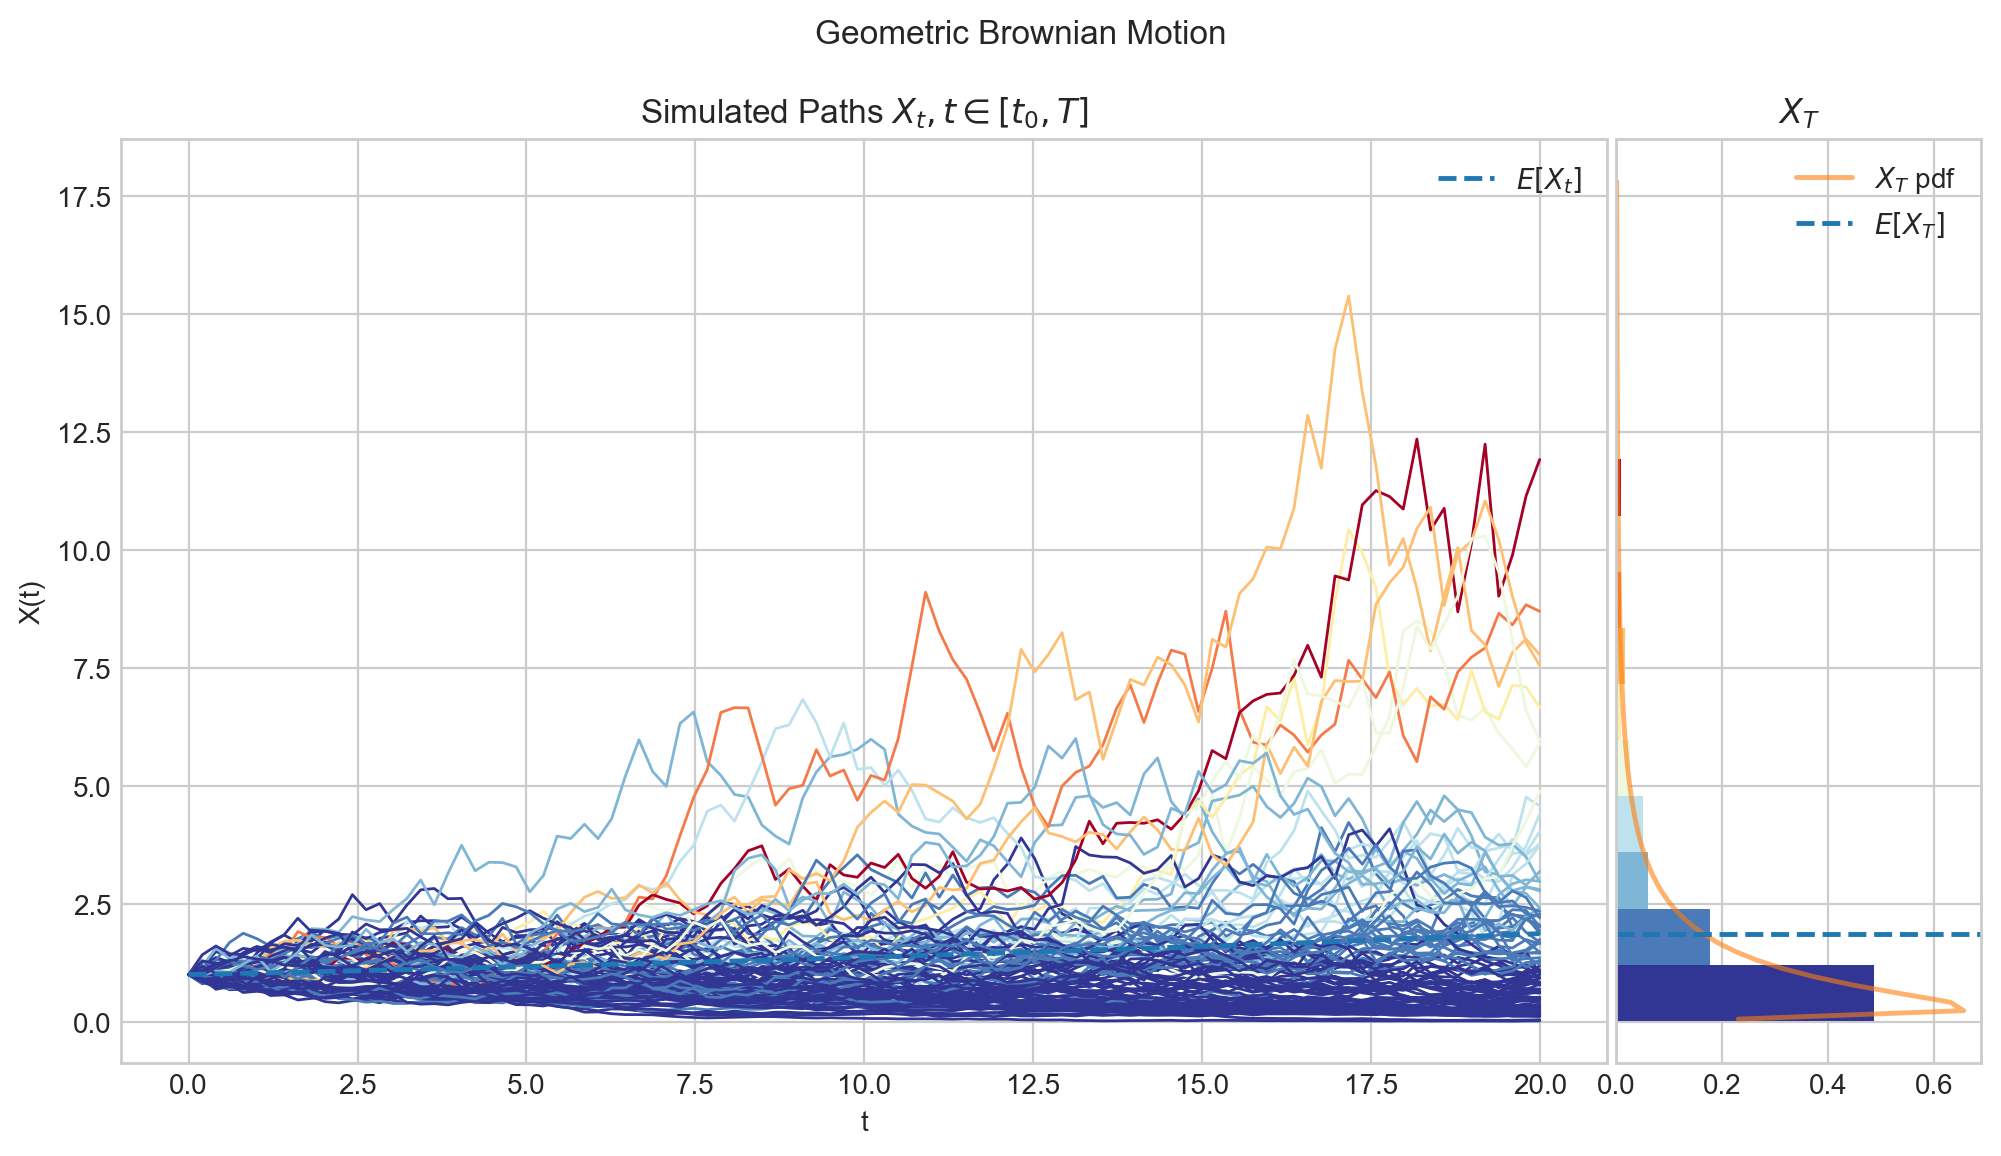 Geometric Brownian Motion
Simulated Paths $X_t, t \in [t_0, T]$
$X_T$
$E[X_t]$
$X_T$ pdf
$E[X_T]$
17.5
15.0
12.5
10.0
7.5
5.0
2.5
0.0
X(t)
0.0 2.5 5.0 7.5 10.0 12.5 15.0 17.5 20.0
0.0 0.2 0.4 0.6
t